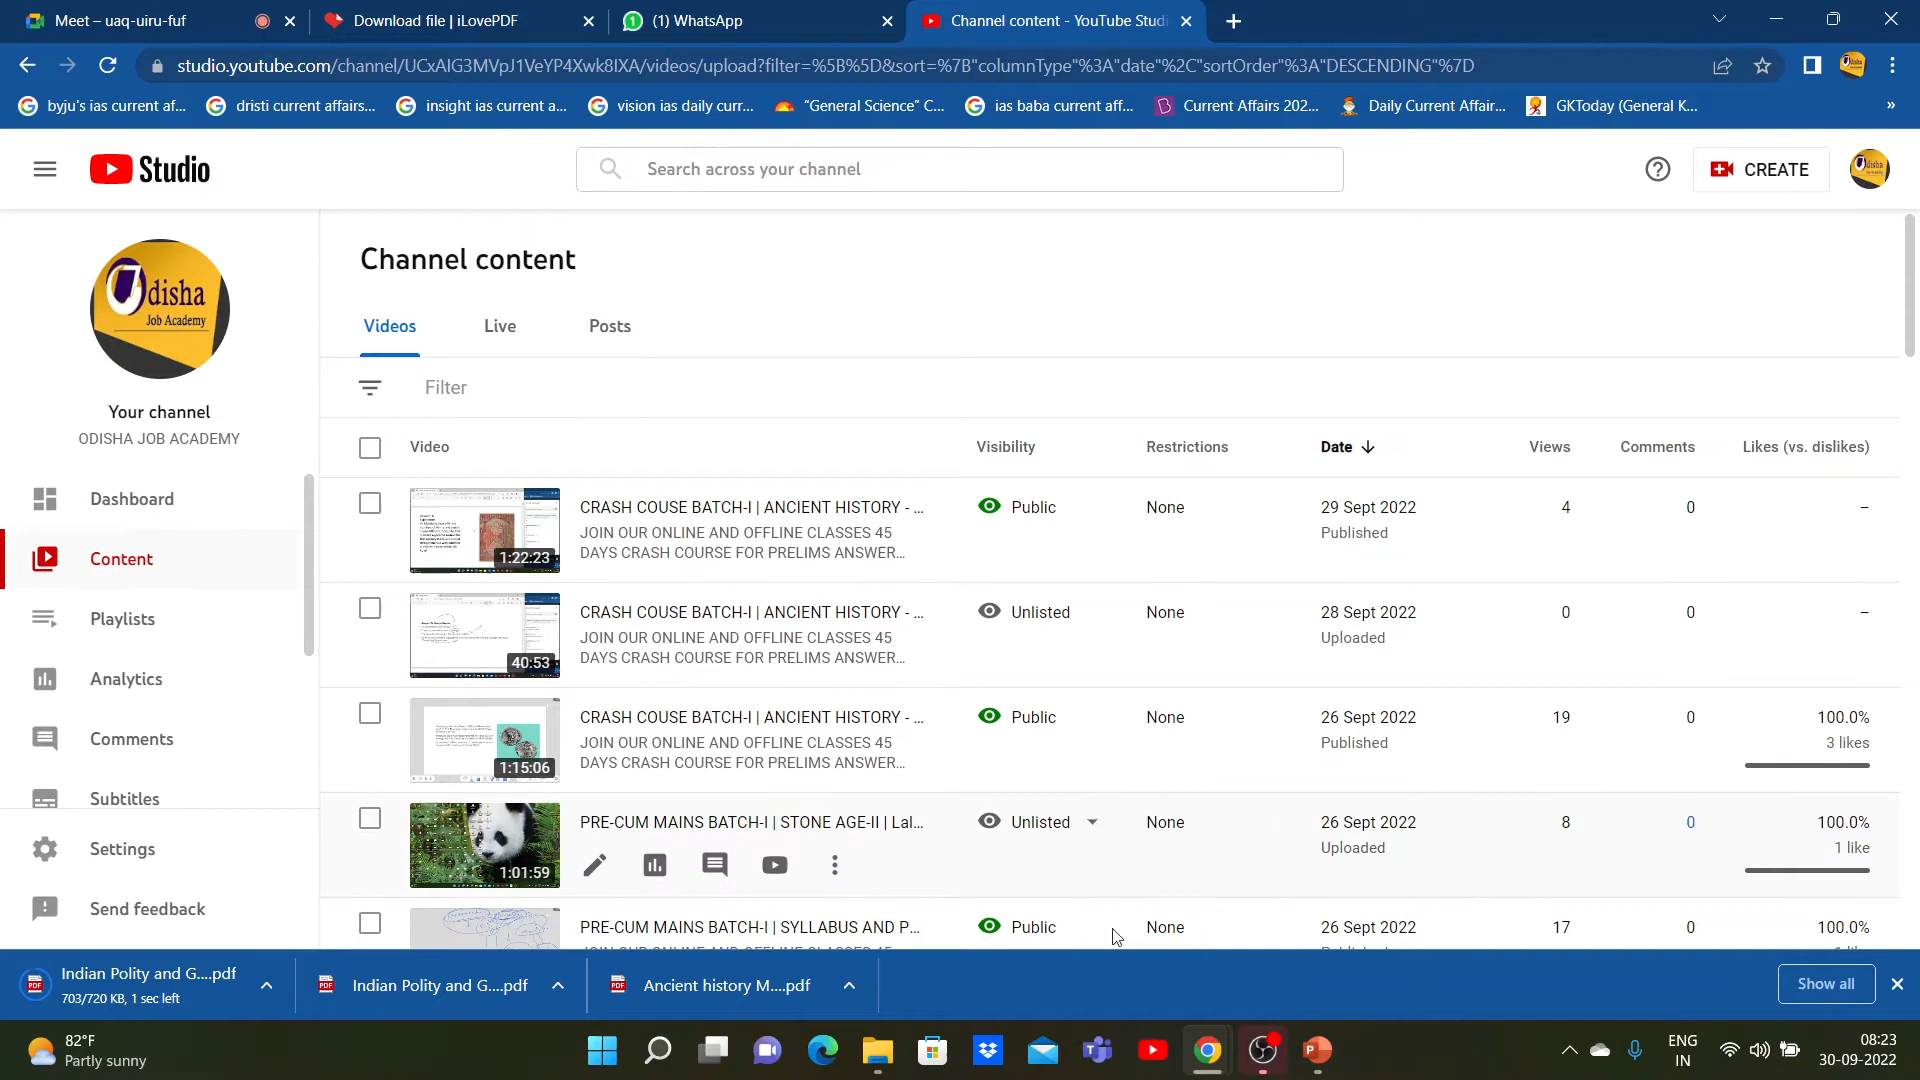 Meet – uaq-uiru-fuf
Download file | iLovePDF
(1) WhatsApp
Channel content - YouTube Studi
studio.youtube.com/channel/UCxAIG3MVpJ1VeYP4Xwk8IXA/videos/upload?filter=%5B%5D&sort=%7B"columnType"%3A"date"%2C"sortOrder"%3A"DESCENDING"%7D
byju's ias current af...
dristi current affairs...
insight ias current a...
vision ias daily curr...
“General Science” C...
ias baba current aff...
Current Affairs 202...
Daily Current Affair...
GKToday (General K...
»
Studio
Search across your channel
CREATE
Odisha
Job Academy
Your channel
ODISHA JOB ACADEMY
Dashboard
Content
Playlists
Analytics
Comments
Subtitles
Settings
Send feedback
Channel content
Videos Live Posts
Filter
Video Visibility Restrictions Date Views Comments Likes (vs. dislikes)
CRASH COUSE BATCH-I | ANCIENT HISTORY - ... Public None 29 Sept 2022 4 0 –
JOIN OUR ONLINE AND OFFLINE CLASSES 45 Published
DAYS CRASH COURSE FOR PRELIMS ANSWER...
1:22:23
CRASH COUSE BATCH-I | ANCIENT HISTORY - ... Unlisted None 28 Sept 2022 0 0 –
JOIN OUR ONLINE AND OFFLINE CLASSES 45 Uploaded
DAYS CRASH COURSE FOR PRELIMS ANSWER...
40:53
CRASH COUSE BATCH-I | ANCIENT HISTORY - ... Public None 26 Sept 2022 19 0 100.0%
JOIN OUR ONLINE AND OFFLINE CLASSES 45 Published 3 likes
DAYS CRASH COURSE FOR PRELIMS ANSWER...
1:15:06
PRE-CUM MAINS BATCH-I | STONE AGE-II | Lal... Unlisted None 26 Sept 2022 8 0 100.0%
Uploaded 1 like
1:01:59
PRE-CUM MAINS BATCH-I | SYLLABUS AND P... Public None 26 Sept 2022 17 0 100.0%
Indian Polity and G....pdf
703/720 KB, 1 sec left
Indian Polity and G....pdf
Ancient history M....pdf
Show all
82°F
Partly sunny
ENG
IN
08:23
30-09-2022